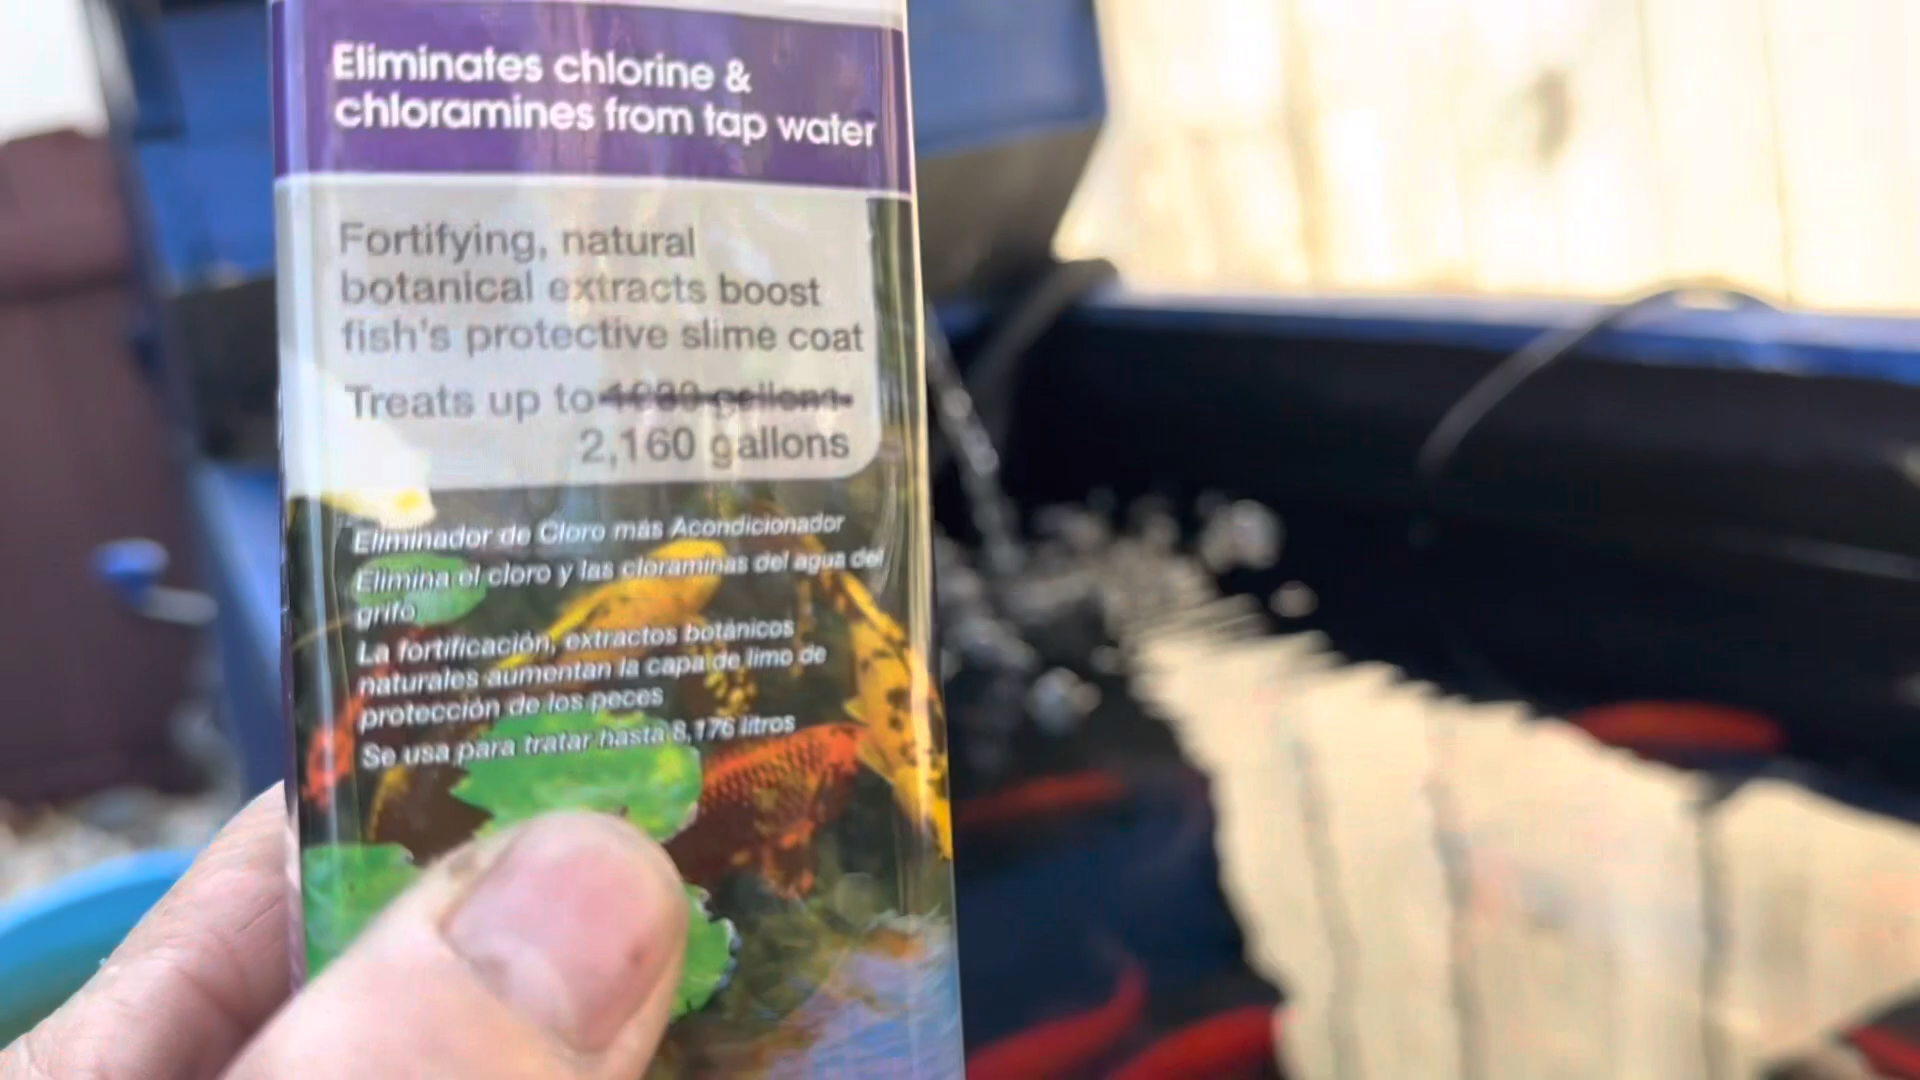 Eliminates chlorine &
chloramines from tap water
Fortifying, natural
botanical extracts boost
fish's protective slime coat
Treats up to 1080 gallons
2,160 gallons
Eliminador de Cloro más Acondicionador
Elimina el cloro y las cloraminas del agua del
grifo
La fortificación, extractos botánicos
naturales aumentan la capa de limo de
protección de los peces
Se usa para tratar hasta 8,176 litros